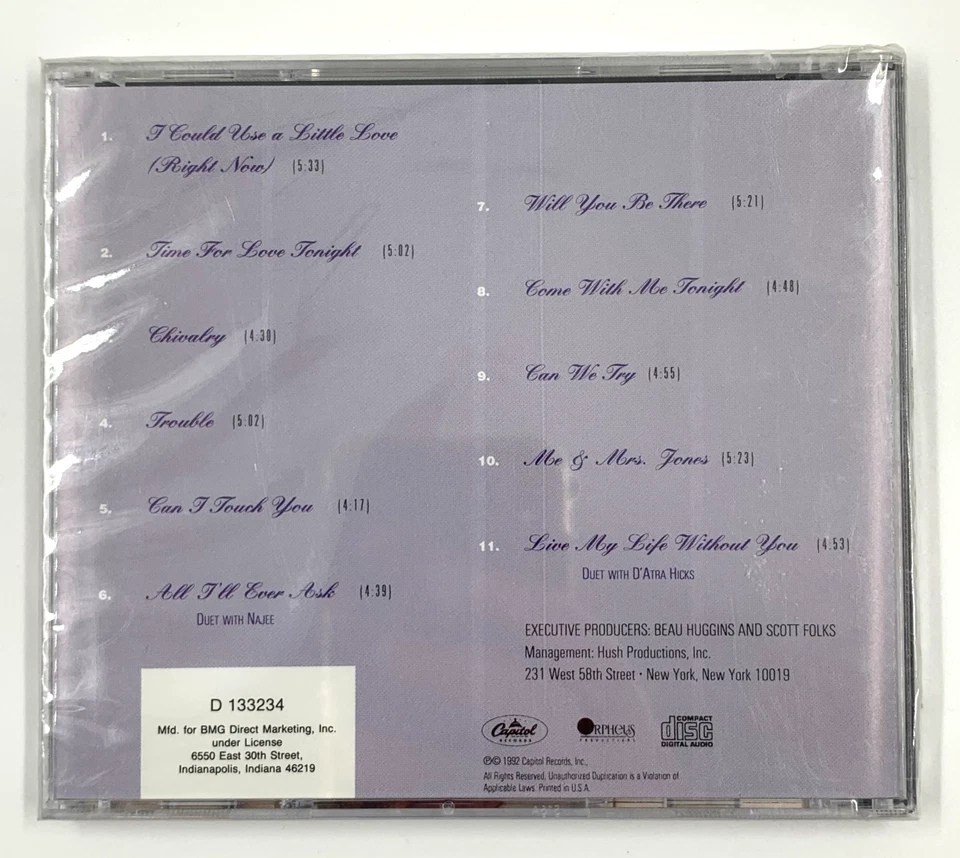 1. I Could Use a Little Love
(Right Now) (5:33)
2. Time For Love Tonight (5:02)
Chivalry (4:30)
4. Trouble (5:02)
5. Can I Touch You (4:17)
6. All I'll Ever Ask (4:39)
DUET WITH NAJEE
7. Will You Be There (5:21)
8. Come With Me Tonight (4:48)
9. Can We Try (4:55)
10. Me & Mrs. Jones (5:23)
11. Live My Life Without You (4:53)
DUET WITH D'ATRA HICKS
EXECUTIVE PRODUCERS: BEAU HUGGINS AND SCOTT FOLKS
Management: Hush Productions, Inc.
231 West 58th Street · New York, New York 10019
D 133234
Mfd. for BMG Direct Marketing, Inc.
under License
6550 East 30th Street,
Indianapolis, Indiana 46219
Capitol
RECORDS
ORPHEUS
PRODUCTIONS
COMPACT
disc
DIGITAL AUDIO
℗© 1992 Capitol Records, Inc.,
All Rights Reserved. Unauthorized Duplication is a Violation of
Applicable Laws. Printed in U.S.A.